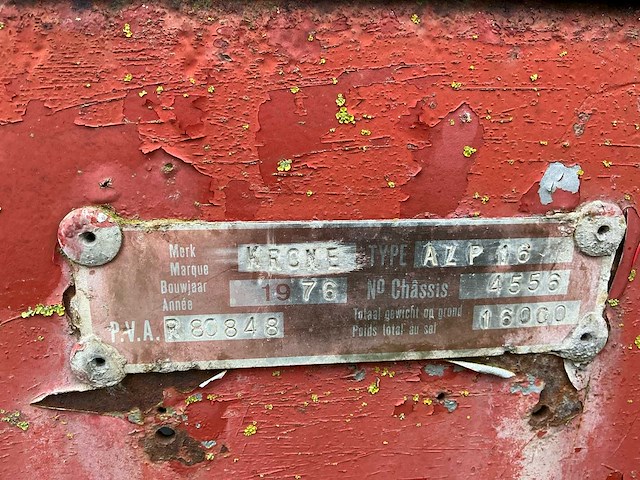 Merk KRONE TYPE AZP 16
Marque
Bouwjaar 1976 No Châssis 4556
Année
P.V.A. R 80848 Totaal gewicht op grond 16000
Poids total au sol